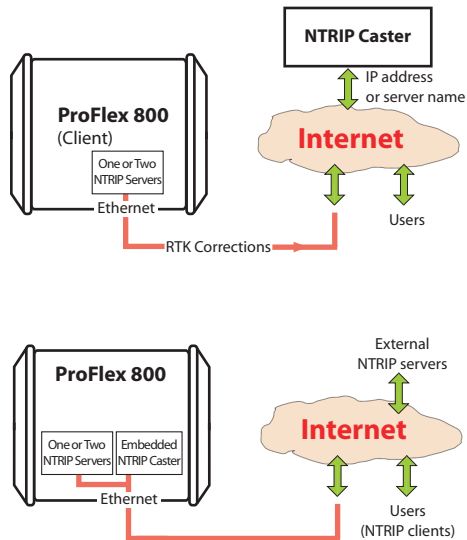 NTRIP Caster
IP address
or server name
ProFlex 800
(Client)
One or Two
NTRIP Servers
Ethernet
Internet
Users
RTK Corrections
External
NTRIP servers
ProFlex 800
One or Two
NTRIP Servers
Embedded
NTRIP Caster
Ethernet
Internet
Users
(NTRIP clients)